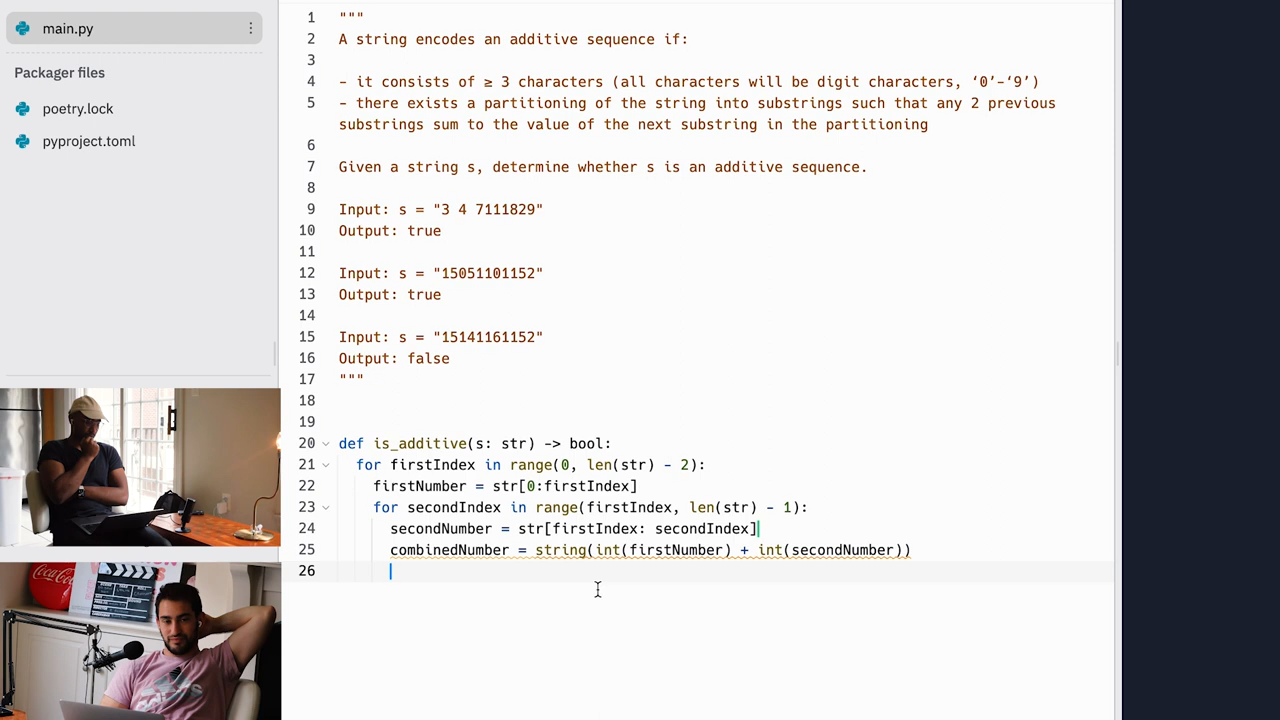 main.py
Packager files
poetry.lock
pyproject.toml
1 """
2 A string encodes an additive sequence if:
3
4 - it consists of ≥ 3 characters (all characters will be digit characters, ‘0’-‘9’)
5 - there exists a partitioning of the string into substrings such that any 2 previous
substrings sum to the value of the next substring in the partitioning
6
7 Given a string s, determine whether s is an additive sequence.
8
9 Input: s = "3 4 7111829"
10 Output: true
11
12 Input: s = "15051101152"
13 Output: true
14
15 Input: s = "15141161152"
16 Output: false
17 """
18
19
20 def is_additive(s: str) -> bool:
21 for firstIndex in range(0, len(str) - 2):
22 firstNumber = str[0:firstIndex]
23 for secondIndex in range(firstIndex, len(str) - 1):
24 secondNumber = str[firstIndex: secondIndex]
25 combinedNumber = string(int(firstNumber) + int(secondNumber))
26
Coca-Cola